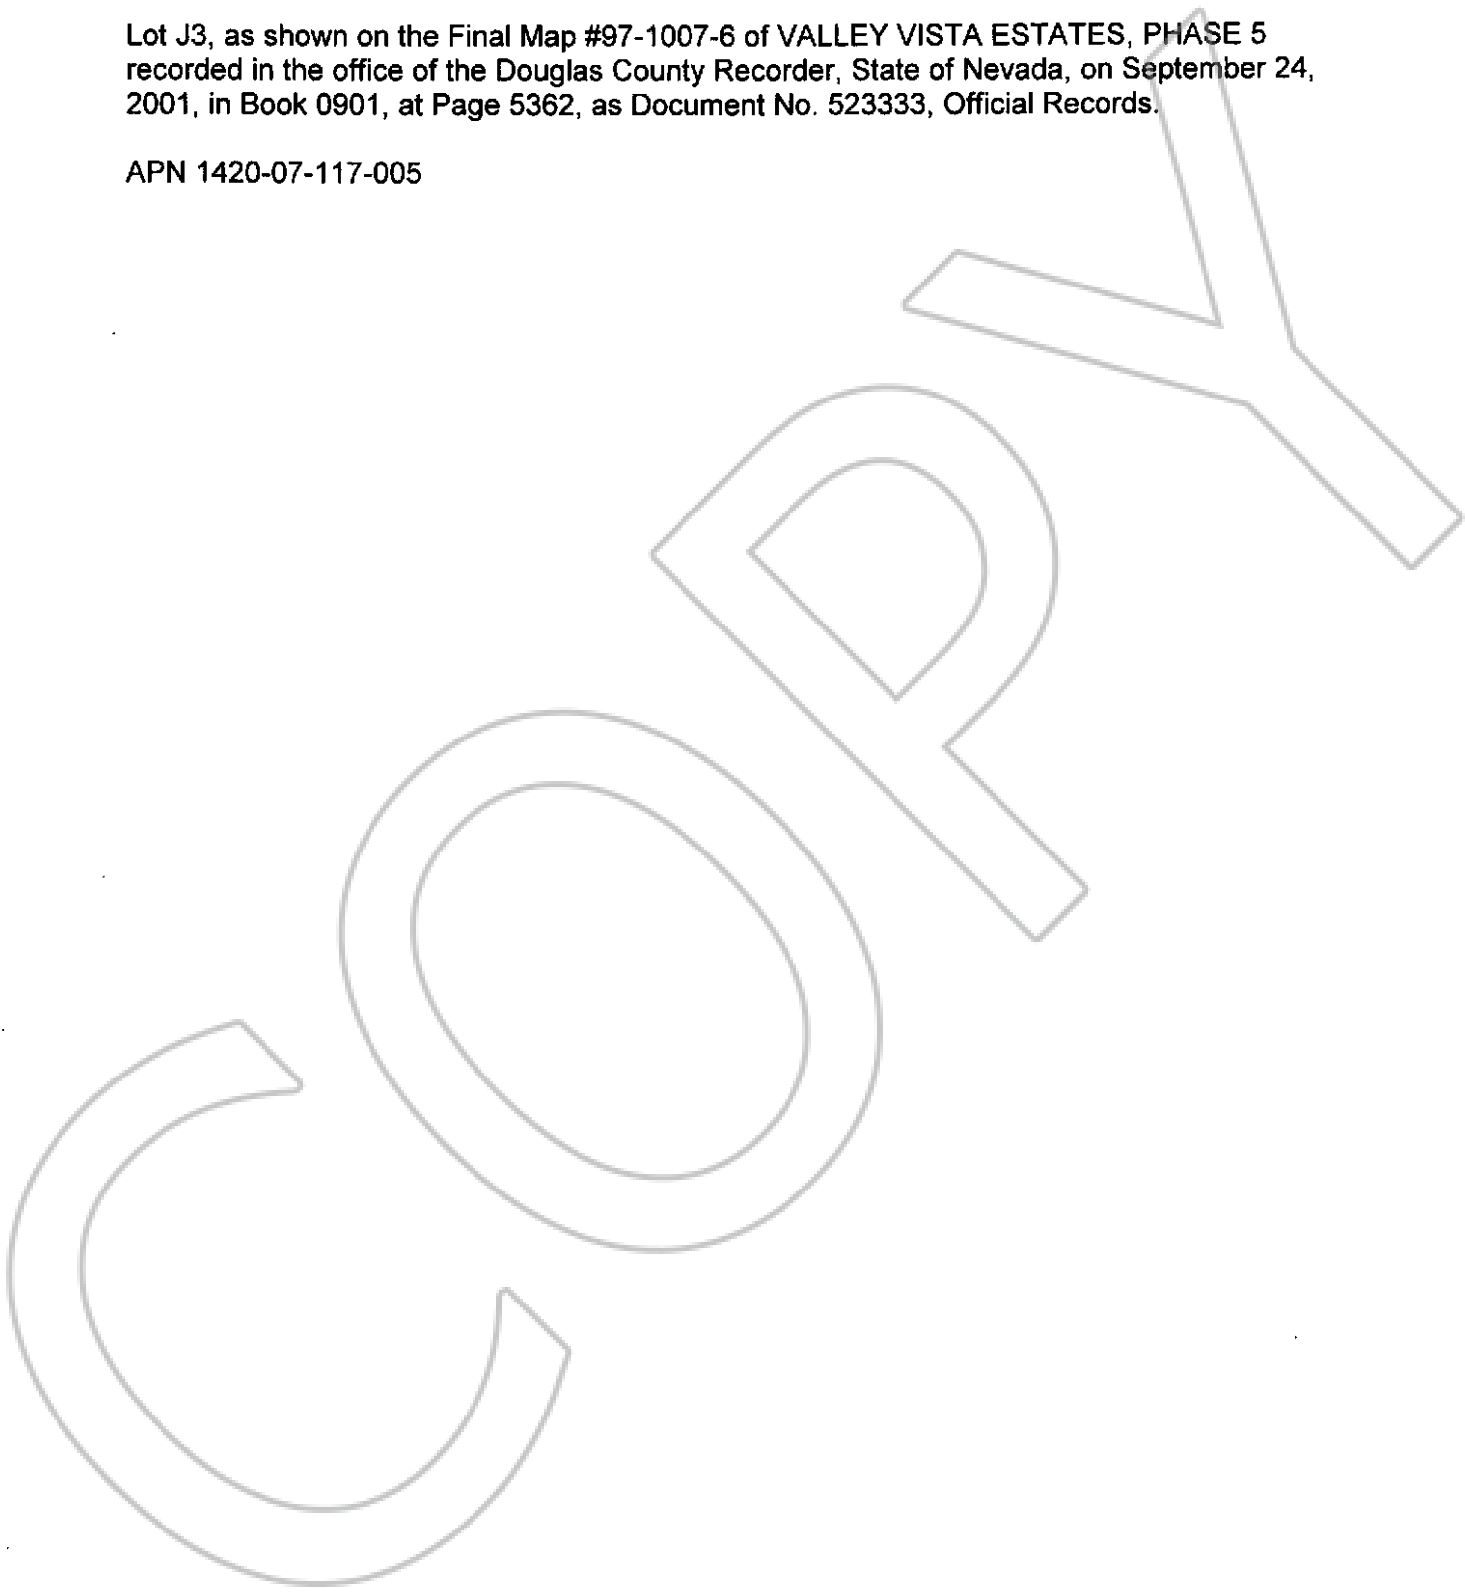 Lot J3, as shown on the Final Map #97-1007-6 of VALLEY VISTA ESTATES, PHASE 5
recorded in the office of the Douglas County Recorder, State of Nevada, on September 24,
2001, in Book 0901, at Page 5362, as Document No. 523333, Official Records.
APN 1420-07-117-005
COPY